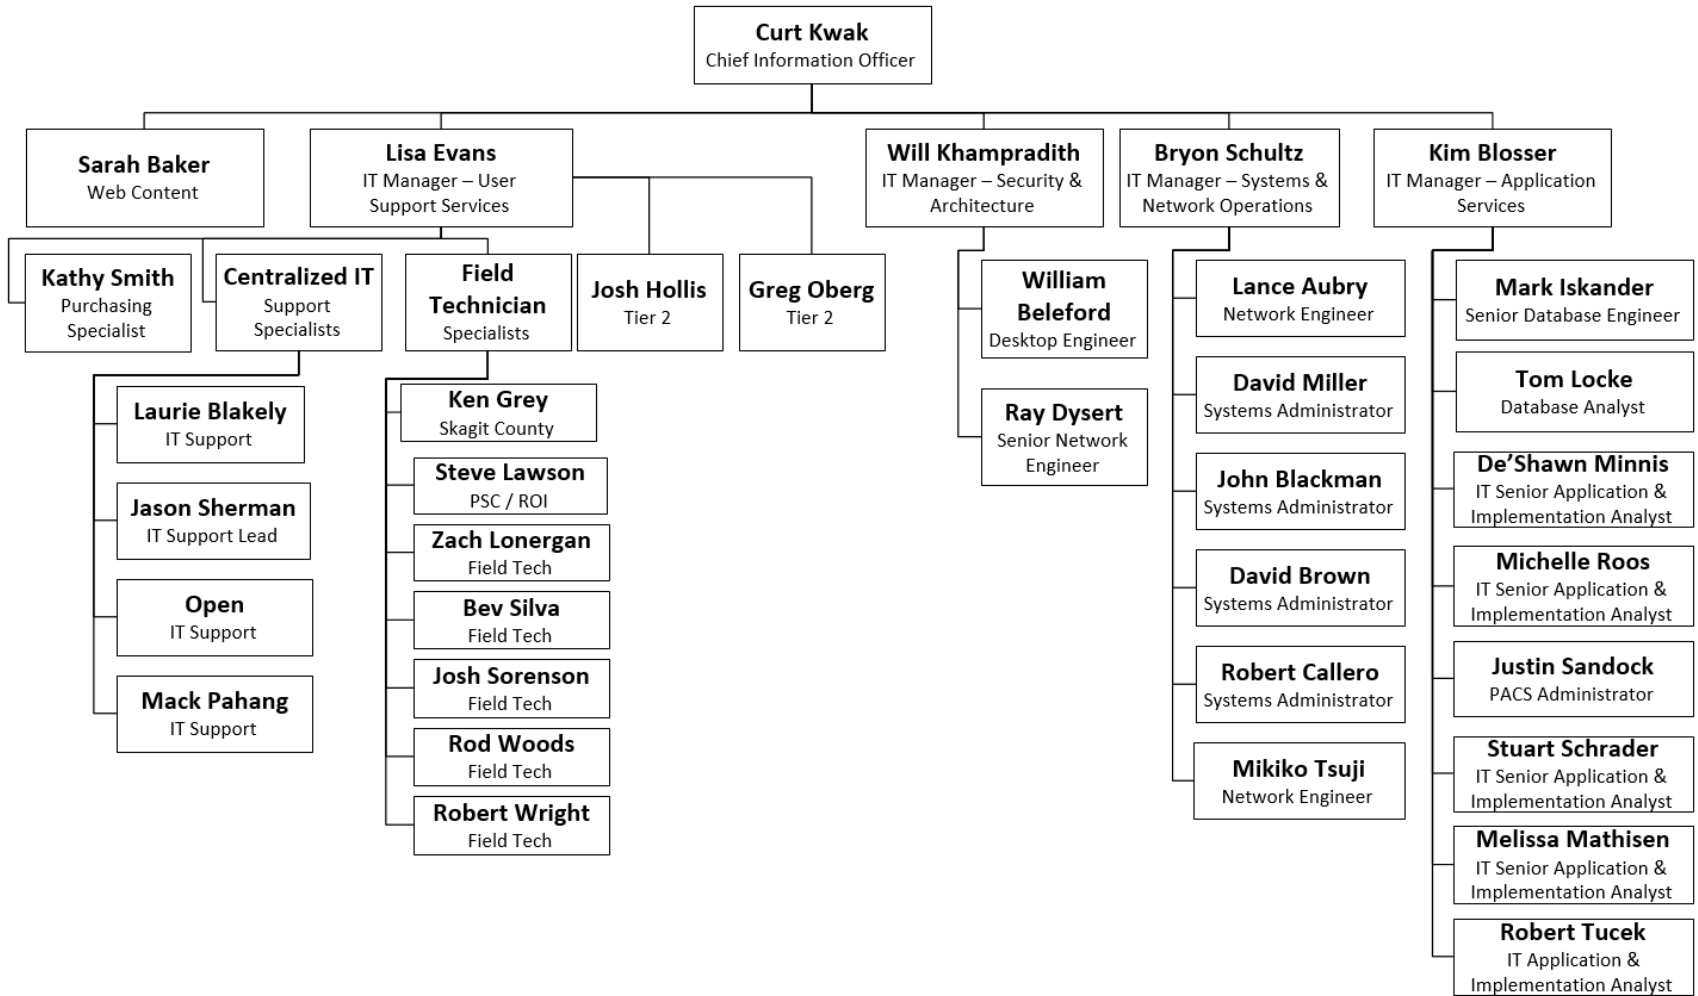 Curt Kwak
Chief Information Officer
Sarah Baker
Web Content
Lisa Evans
IT Manager – User
Support Services
Will Khampradith
IT Manager – Security &
Architecture
Bryon Schultz
IT Manager – Systems &
Network Operations
Kim Blosser
IT Manager – Application
Services
Kathy Smith
Purchasing
Specialist
Centralized IT
Support
Specialists
Field
Technician
Specialists
Josh Hollis
Tier 2
Greg Oberg
Tier 2
Laurie Blakely
IT Support
Jason Sherman
IT Support Lead
Open
IT Support
Mack Pahang
IT Support
Ken Grey
Skagit County
Steve Lawson
PSC / ROI
Zach Lonergan
Field Tech
Bev Silva
Field Tech
Josh Sorenson
Field Tech
Rod Woods
Field Tech
Robert Wright
Field Tech
William
Beleford
Desktop Engineer
Ray Dysert
Senior Network
Engineer
Lance Aubry
Network Engineer
David Miller
Systems Administrator
John Blackman
Systems Administrator
David Brown
Systems Administrator
Robert Callero
Systems Administrator
Mikiko Tsuji
Network Engineer
Mark Iskander
Senior Database Engineer
Tom Locke
Database Analyst
De’Shawn Minnis
IT Senior Application &
Implementation Analyst
Michelle Roos
IT Senior Application &
Implementation Analyst
Justin Sandock
PACS Administrator
Stuart Schrader
IT Senior Application &
Implementation Analyst
Melissa Mathisen
IT Senior Application &
Implementation Analyst
Robert Tucek
IT Application &
Implementation Analyst